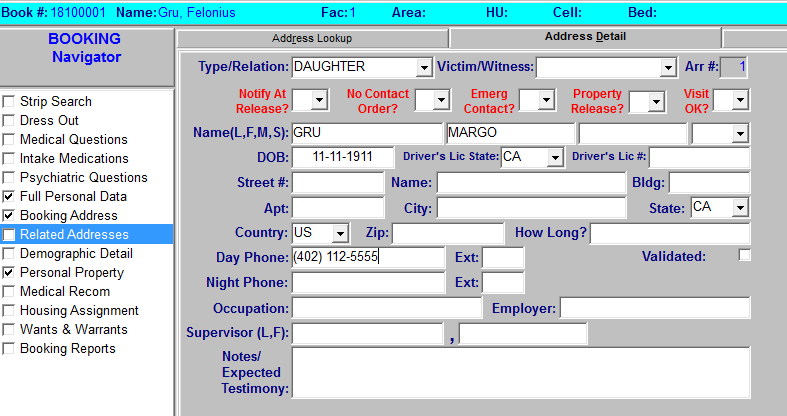 Book #: 18100001 Name: Gru, Felonius Fac: 1 Area: HU: Cell: Bed:
BOOKING
Navigator
Strip Search
Dress Out
Medical Questions
Intake Medications
Psychiatric Questions
Full Personal Data
Booking Address
Related Addresses
Demographic Detail
Personal Property
Medical Recom
Housing Assignment
Wants & Warrants
Booking Reports
Address Lookup Address Detail
Type/Relation: DAUGHTER Victim/Witness: Arr #: 1
Notify At Release? No Contact Order? Emerg Contact? Property Release? Visit OK?
Name(L,F,M,S): GRU MARGO
DOB: 11-11-1911 Driver's Lic State: CA Driver's Lic #:
Street #: Name: Bldg:
Apt: City: State: CA
Country: US Zip: How Long?
Day Phone: (402) 112-5555 Ext: Validated:
Night Phone: Ext:
Occupation: Employer:
Supervisor (L,F): ,
Notes/
Expected
Testimony: